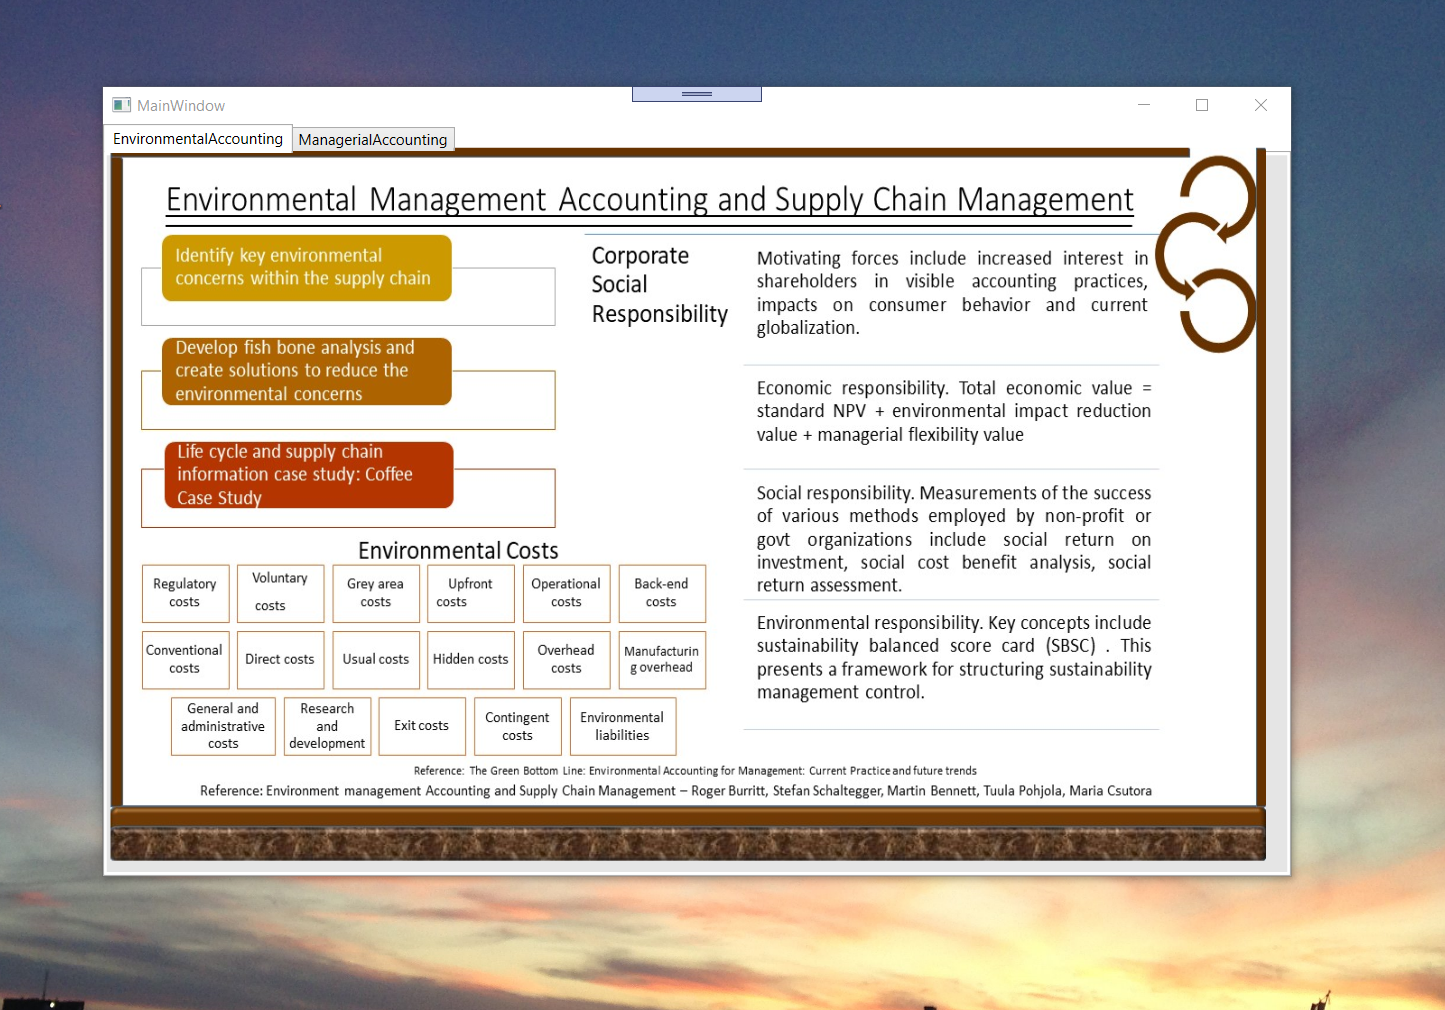 MainWindow
EnvironmentalAccounting
ManagerialAccounting
Environmental Management Accounting and Supply Chain Management
Identify key environmental
concerns within the supply chain
Develop fish bone analysis and
create solutions to reduce the
environmental concerns
Life cycle and supply chain
information case study: Coffee
Case Study
Corporate
Social
Responsibility
Motivating forces include increased interest in
shareholders in visible accounting practices,
impacts on consumer behavior and current
globalization.
Economic responsibility. Total economic value =
standard NPV + environmental impact reduction
value + managerial flexibility value
Social responsibility. Measurements of the success
of various methods employed by non-profit or
govt organizations include social return on
investment, social cost benefit analysis, social
return assessment.
Environmental responsibility. Key concepts include
sustainability balanced score card (SBSC) . This
presents a framework for structuring sustainability
management control.
Environmental Costs
Regulatory
costs
Voluntary
costs
Grey area
costs
Upfront
costs
Operational
costs
Back-end
costs
Conventional
costs
Direct costs
Usual costs
Hidden costs
Overhead
costs
Manufacturin
g overhead
General and
administrative
costs
Research
and
development
Exit costs
Contingent
costs
Environmental
liabilities
Reference: The Green Bottom Line: Environmental Accounting for Management: Current Practice and future trends
Reference: Environment management Accounting and Supply Chain Management – Roger Burritt, Stefan Schaltegger, Martin Bennett, Tuula Pohjola, Maria Csutora